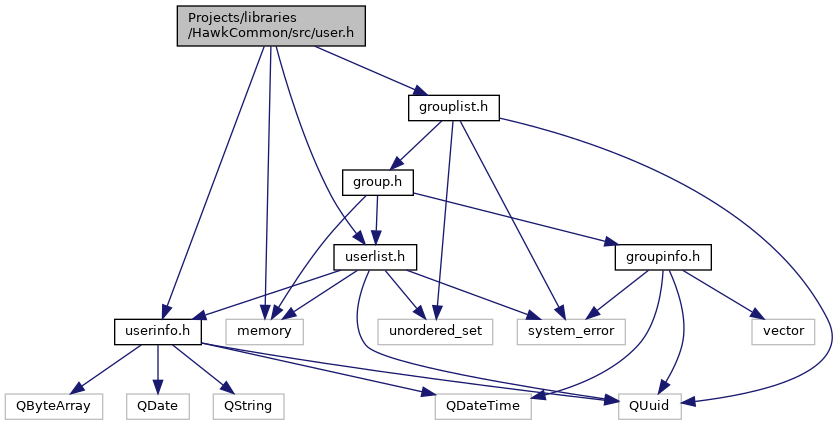 Projects/libraries
/HawkCommon/src/user.h
grouplist.h
group.h
userlist.h
groupinfo.h
userinfo.h
memory
unordered_set
system_error
vector
QByteArray
QDate
QString
QDateTime
QUuid